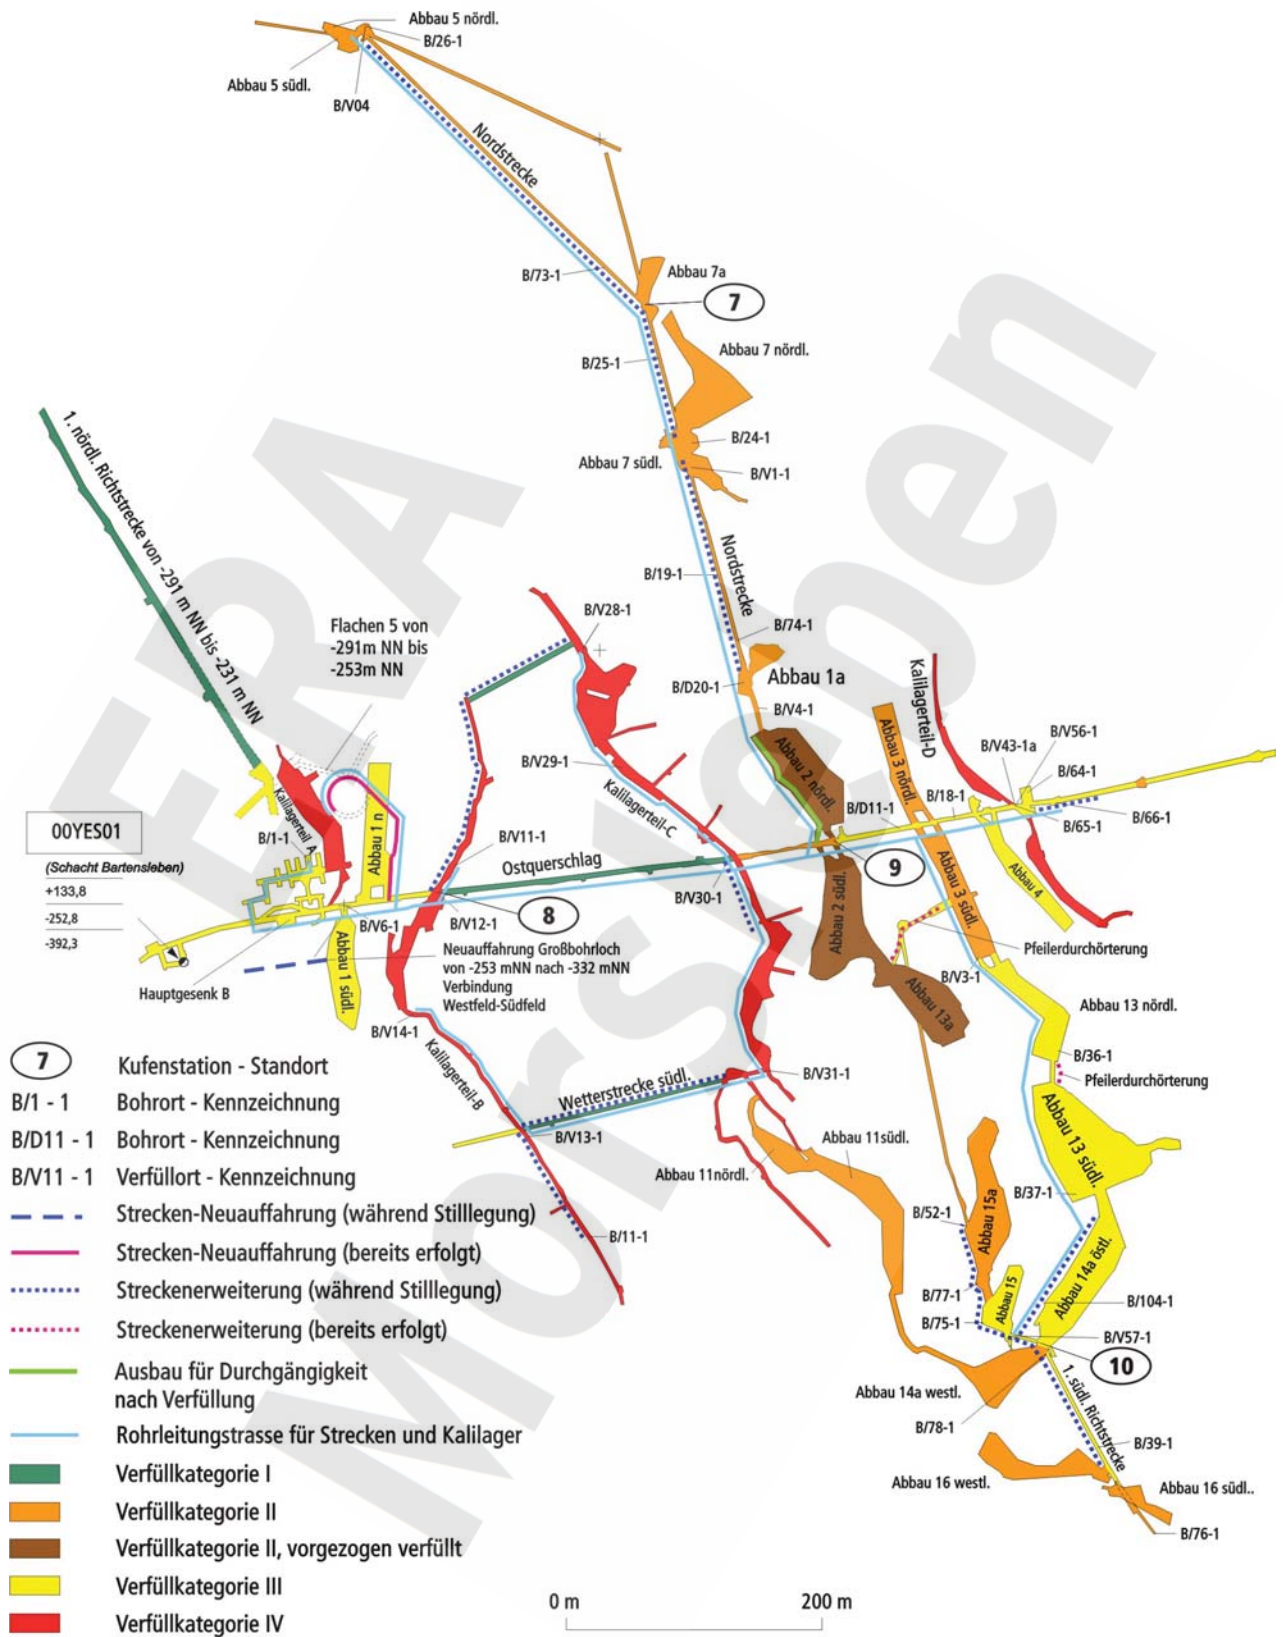 Abbau 5 nördl.
B/26-1
Abbau 5 südl.
B/V04
Nordstrecke
B/73-1
Abbau 7a
7
B/25-1
Abbau 7 nördl.
B/24-1
Abbau 7 südl.
B/V1-1
1. nördl. Richtstrecke von -291 m NN bis -231 m NN
Nordstrecke
B/19-1
B/V28-1
B/74-1
Flachen 5 von
-291m NN bis
-253m NN
B/D20-1
Abbau 1a
B/V4-1
Kalilagerteil-D
Abbau 3 nördl.
B/V56-1
B/V43-1a
B/64-1
B/V29-1
Abbau 2 nördl.
Kalilagerteil-C
B/D11-1
B/18-1
B/66-1
B/65-1
00YES01
(Schacht Bartensleben)
+133,8
-252,8
-392,3
Kalilagerteil A
B/1-1
Abbau 1 n
B/V11-1
Ostquerschlag
9
Abbau 4
B/V30-1
Abbau 2 südl.
Abbau 3 südl.
B/V6-1
B/V12-1
8
Abbau 1 südl.
Neuauffahrung Großbohrloch
von -253 mNN nach -332 mNN
Verbindung
Westfeld-Südfeld
Pfeilerdurchörterung
B/V3-1
Hauptgesenk B
Abbau 13a
Abbau 13 nördl.
B/V14-1
Kalilagerteil-B
B/36-1
Pfeilerdurchörterung
Wetterstrecke südl.
B/V31-1
B/V13-1
Abbau 11südl.
Abbau 11nördl.
Abbau 13 südl.
B/37-1
B/52-1
Abbau 15a
B/11-1
Abbau 14a östl.
B/77-1
Abbau 15
B/104-1
B/75-1
B/V57-1
10
Abbau 14a westl.
1. südl. Richtstrecke
B/78-1
B/39-1
Abbau 16 westl.
Abbau 16 südl..
B/76-1
7 Kufenstation - Standort
B/1 - 1 Bohrort - Kennzeichnung
B/D11 - 1 Bohrort - Kennzeichnung
B/V11 - 1 Verfüllort - Kennzeichnung
Strecken-Neuauffahrung (während Stilllegung)
Strecken-Neuauffahrung (bereits erfolgt)
Streckenerweiterung (während Stilllegung)
Streckenerweiterung (bereits erfolgt)
Ausbau für Durchgängigkeit
nach Verfüllung
Rohrleitungstrasse für Strecken und Kalilager
Verfüllkategorie I
Verfüllkategorie II
Verfüllkategorie II, vorgezogen verfüllt
Verfüllkategorie III
Verfüllkategorie IV
0 m
200 m
ERA
Morsleben